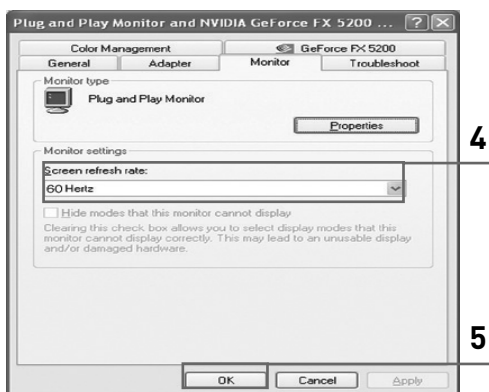 Plug and Play Monitor and NVIDIA GeForce FX 5200 ...
Color Management
GeForce FX 5200
General
Adapter
Monitor
Troubleshoot
Monitor type
Plug and Play Monitor
Properties
4
Monitor settings
Screen refresh rate:
60 Hertz
Hide modes that this monitor cannot display
Clearing this check box allows you to select display modes that this
monitor cannot display correctly. This may lead to an unusable display
and/or damaged hardware.
5
OK
Cancel
Apply